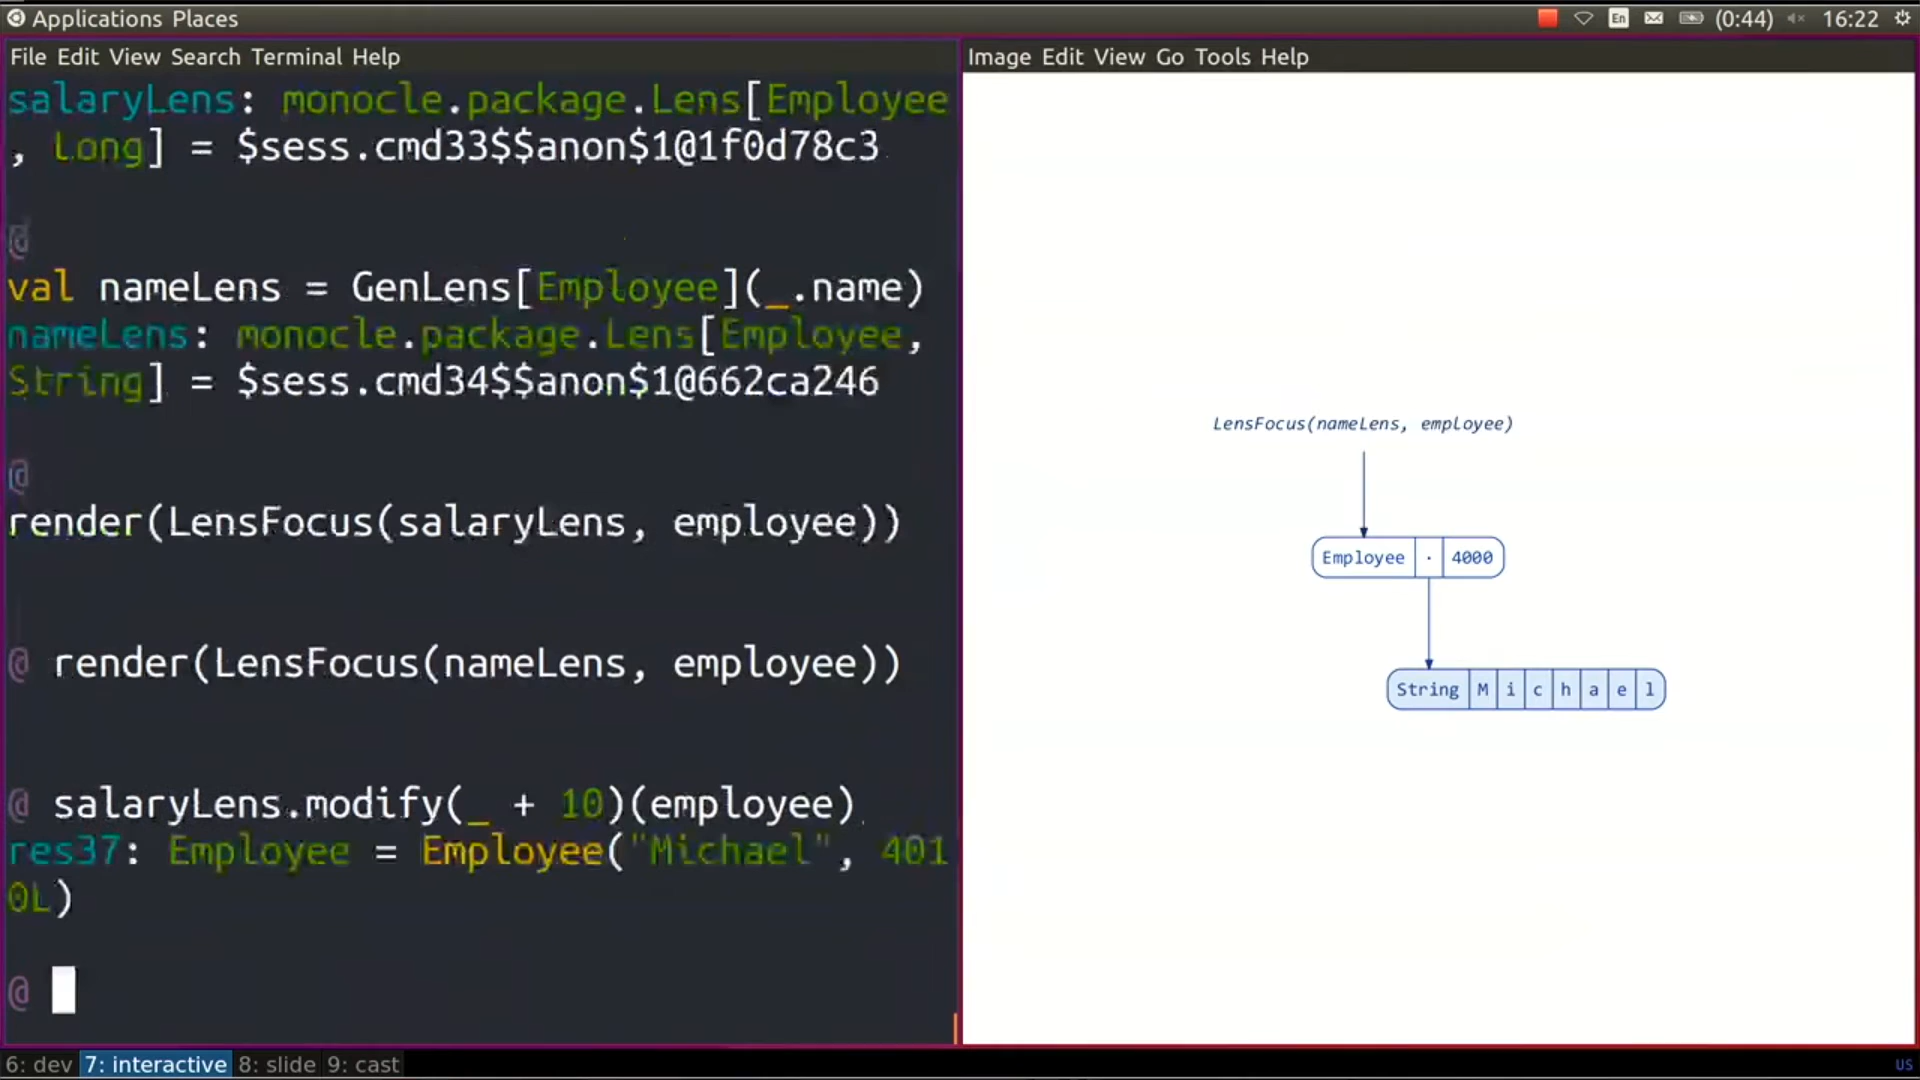 Applications Places
En (0:44) 16:22
File Edit View Search Terminal Help
salaryLens: monocle.package.Lens[Employee
, Long] = $sess.cmd33$$anon$1@1f0d78c3
@
val nameLens = GenLens[Employee](_.name)
nameLens: monocle.package.Lens[Employee,
String] = $sess.cmd34$$anon$1@662ca246
@
render(LensFocus(salaryLens, employee))
@ render(LensFocus(nameLens, employee))
@ salaryLens.modify(_ + 10)(employee)
res37: Employee = Employee("Michael", 401
0L)
@
Image Edit View Go Tools Help
LensFocus(nameLens, employee)
Employee · 4000
String M i c h a e l
6: dev 7: interactive 8: slide 9: cast
US